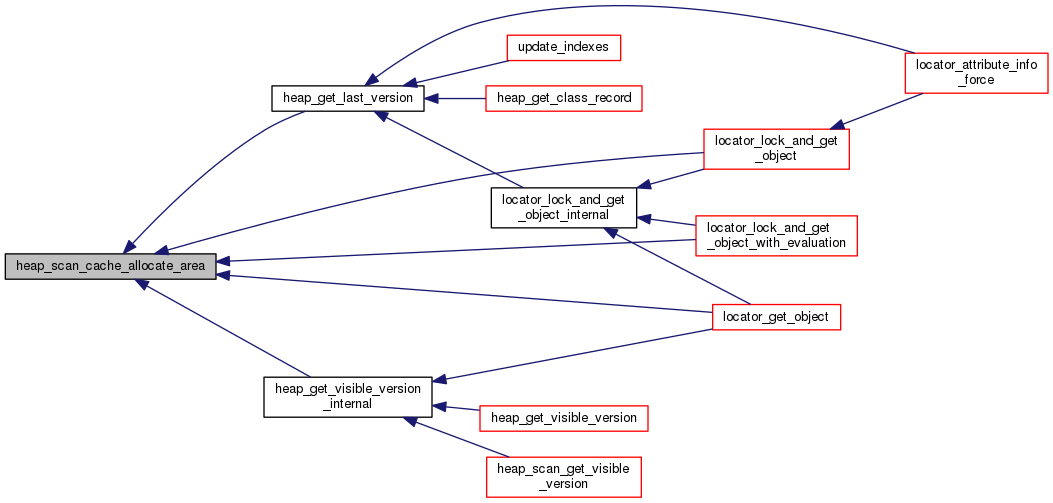 update_indexes
locator_attribute_info
_force
heap_get_last_version
heap_get_class_record
locator_lock_and_get
_object
locator_lock_and_get
_object_internal
locator_lock_and_get
_object_with_evaluation
heap_scan_cache_allocate_area
locator_get_object
heap_get_visible_version
_internal
heap_get_visible_version
heap_scan_get_visible
_version